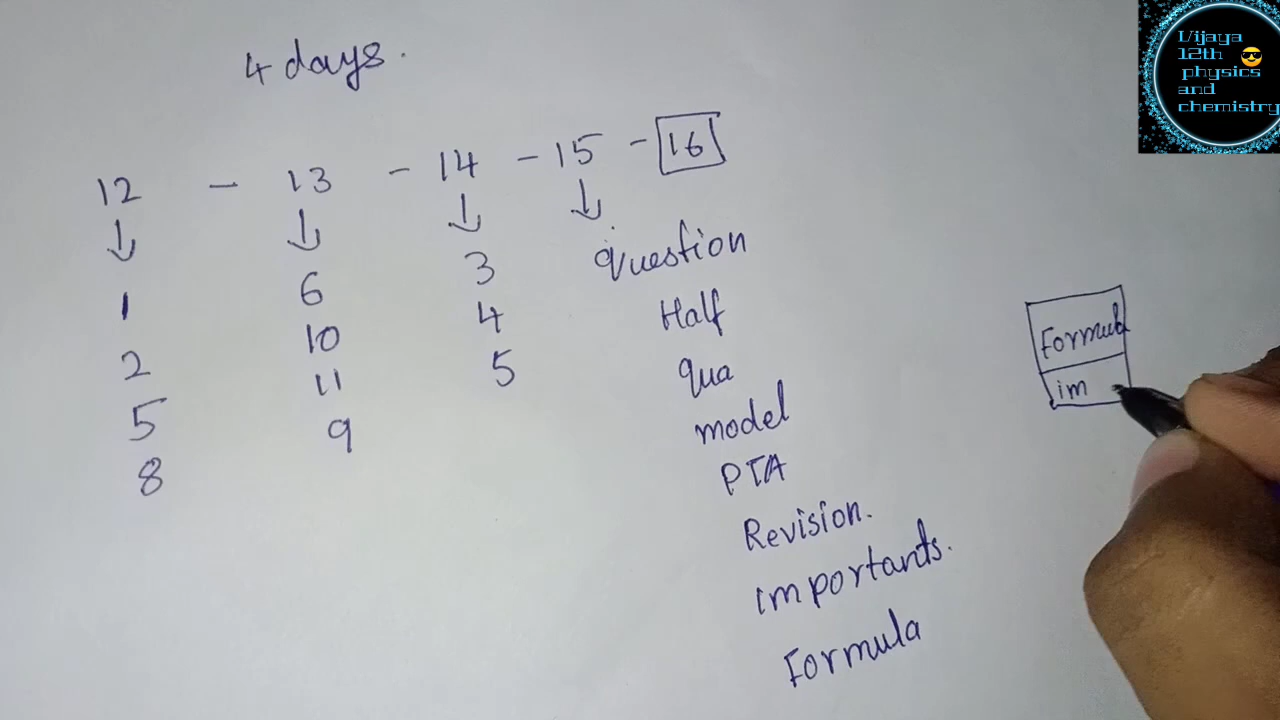 4 days.
12 - 13 - 14 - 15 - 16
↓ ↓ ↓ ↓
1 6 3 question
2 10 4 Half
5 11 5 qua
8 9 model
PTA
Revision.
importants.
Formula
Formula
im
Vijaya
12th 😎
physics
and
chemistry